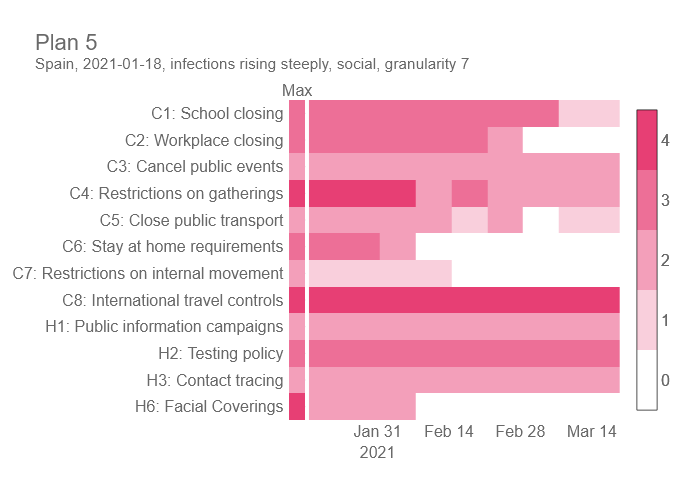 Plan 5
Spain, 2021-01-18, infections rising steeply, social, granularity 7
Max
C1: School closing
C2: Workplace closing
C3: Cancel public events
C4: Restrictions on gatherings
C5: Close public transport
C6: Stay at home requirements
C7: Restrictions on internal movement
C8: International travel controls
H1: Public information campaigns
H2: Testing policy
H3: Contact tracing
H6: Facial Coverings
Jan 31 Feb 14 Feb 28 Mar 14
2021
4
3
2
1
0